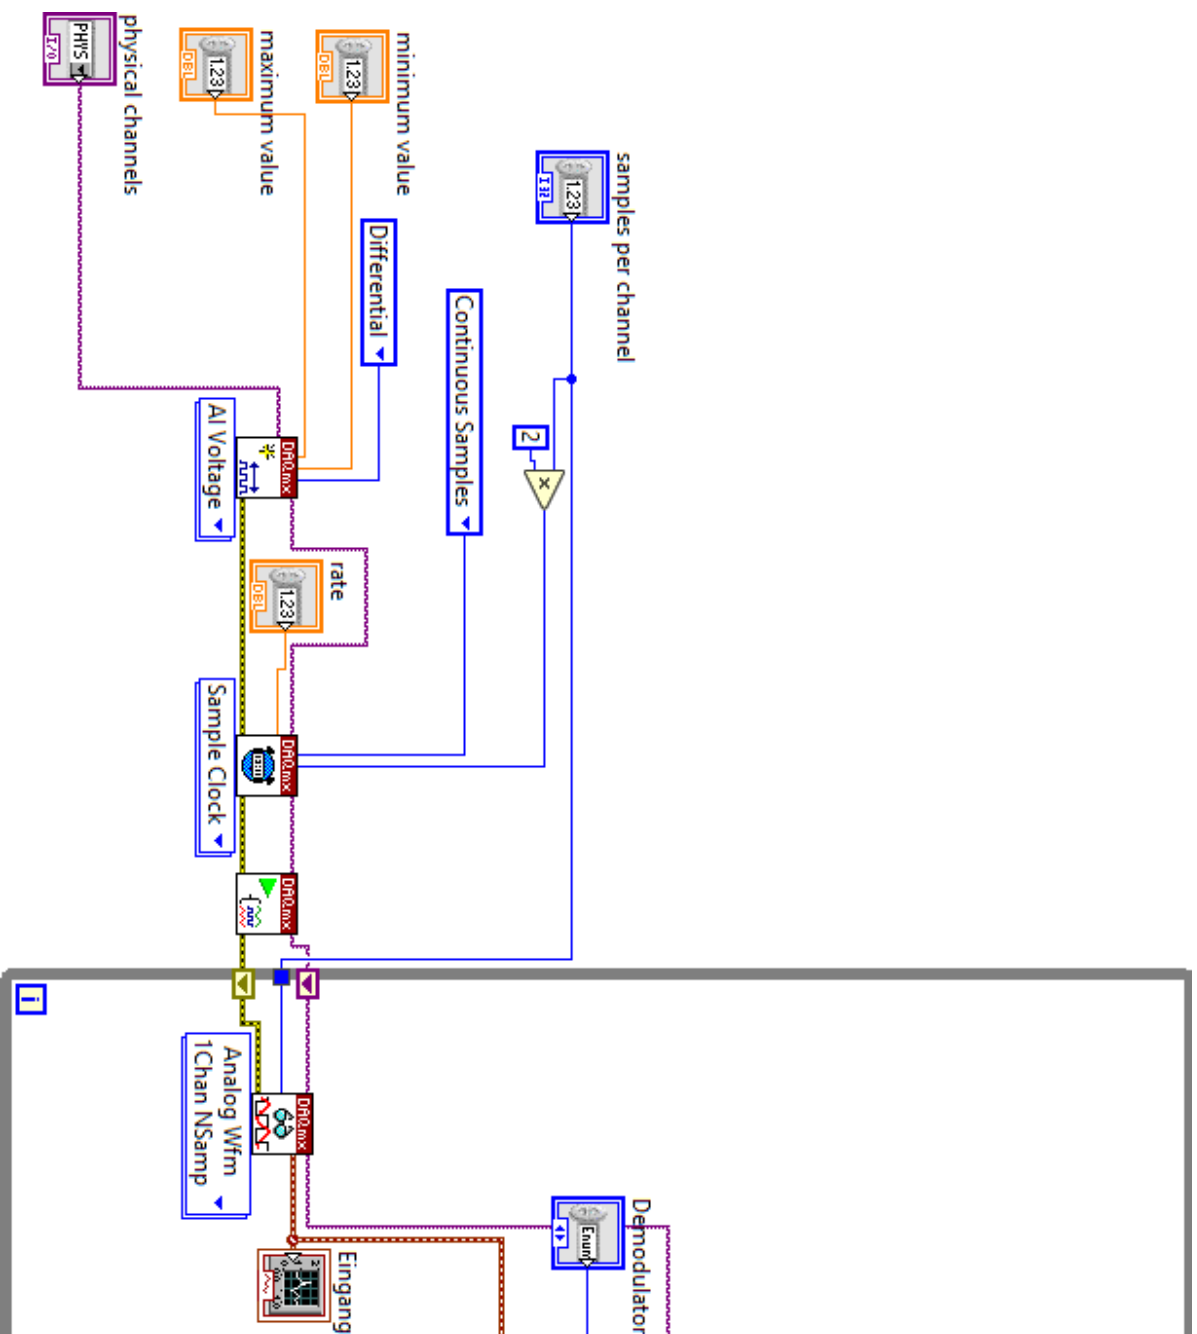 samples per channel
1.23
I32
minimum value
1.23
DBL
maximum value
1.23
DBL
physical channels
PHYS
I/O
Differential
Continuous Samples
2
x
DAQmx
AI Voltage
rate
1.23
DBL
DAQmx
Sample Clock
DAQmx
i
DAQmx
Analog Wfm
1Chan NSamp
Demodulator
Enum
Eingang